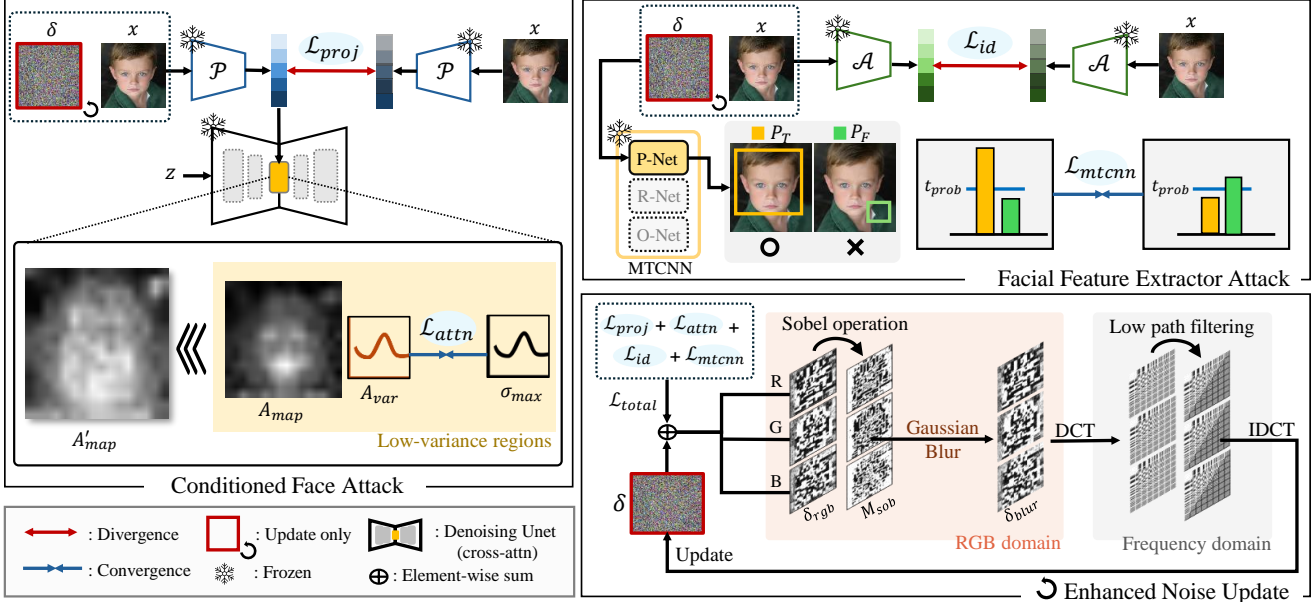 δ
x
𝒫
ℒ_proj
𝒫
x
z
A'_map
A_map
A_var
ℒ_attn
σ_max
Low-variance regions
Conditioned Face Attack
: Divergence
: Update only
: Denoising Unet
(cross-attn)
: Convergence
: Frozen
: Element-wise sum
δ
x
𝒜
ℒ_id
𝒜
x
P-Net
R-Net
O-Net
MTCNN
P_T
P_F
t_prob
ℒ_mtcnn
t_prob
Facial Feature Extractor Attack
ℒ_proj + ℒ_attn +
ℒ_id + ℒ_mtcnn
ℒ_total
δ
Update
R
G
B
Sobel operation
δ_rgb
M_sob
Gaussian
Blur
δ_blur
RGB domain
DCT
Low path filtering
IDCT
Frequency domain
Enhanced Noise Update